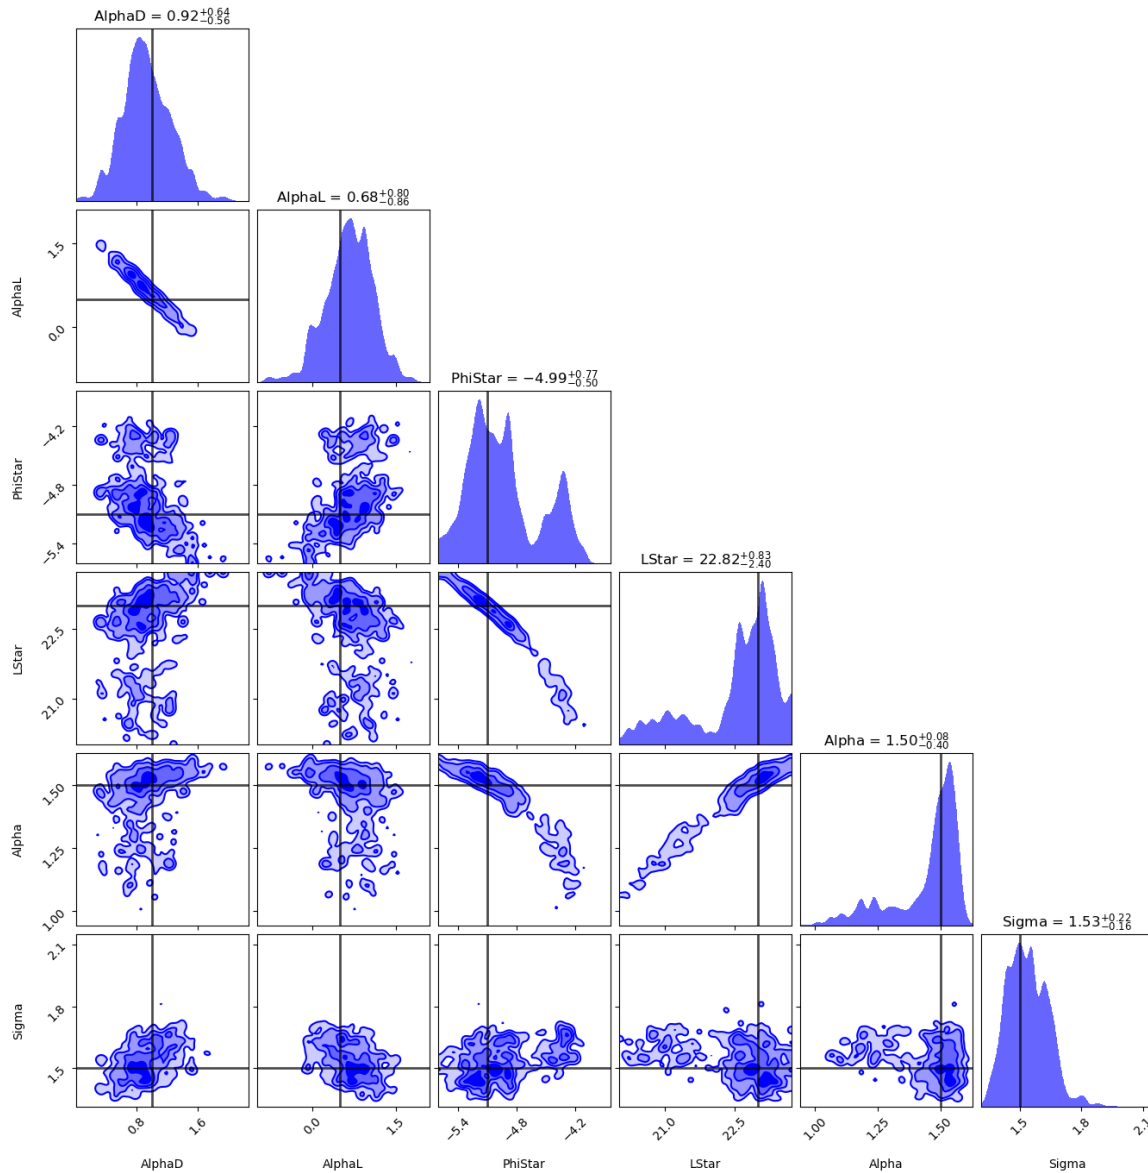 AlphaD = 0.92+0.64−0.56
AlphaL = 0.68+0.80−0.86
PhiStar = −4.99+0.77−0.50
LStar = 22.82+0.83−2.40
Alpha = 1.50+0.08−0.40
Sigma = 1.53+0.22−0.16
AlphaL
1.5
0.0
PhiStar
−4.2
−4.8
−5.4
LStar
22.5
21.0
Alpha
1.50
1.25
1.00
Sigma
2.1
1.8
1.5
0.8 1.6 0.0 1.5 −5.4 −4.8 −4.2 21.0 22.5 1.00 1.25 1.50 1.5 1.8 2.1
AlphaD AlphaL PhiStar LStar Alpha Sigma